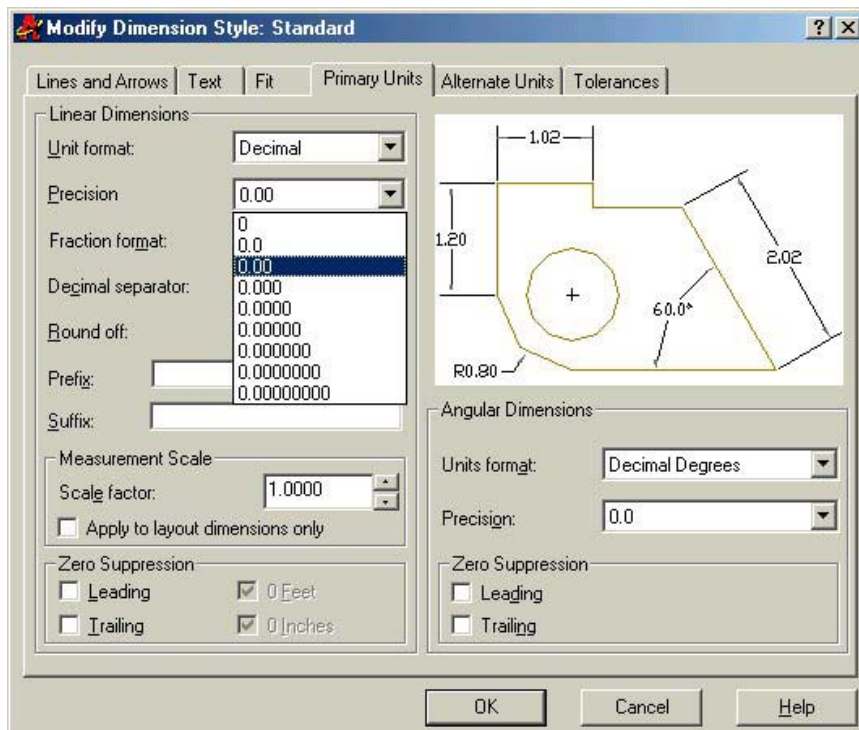 Modify Dimension Style: Standard
Lines and Arrows Text Fit Primary Units Alternate Units Tolerances
Linear Dimensions
Unit format: Decimal
Precision 0.00
0
0.0
0.00
0.000
0.0000
0.00000
0.000000
0.0000000
0.00000000
Fraction format:
Decimal separator:
Round off:
Prefix:
Suffix:
Measurement Scale
Scale factor: 1.0000
Apply to layout dimensions only
Zero Suppression
Leading 0 Feet
Trailing 0 Inches
1.02
1.20
2.02
60.0°
R0.80
Angular Dimensions
Units format: Decimal Degrees
Precision: 0.0
Zero Suppression
Leading
Trailing
OK Cancel Help